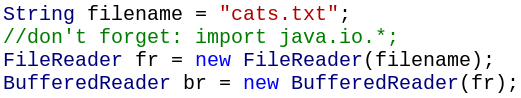 String filename = "cats.txt";
//don't forget: import java.io.*;
FileReader fr = new FileReader(filename);
BufferedReader br = new BufferedReader(fr);